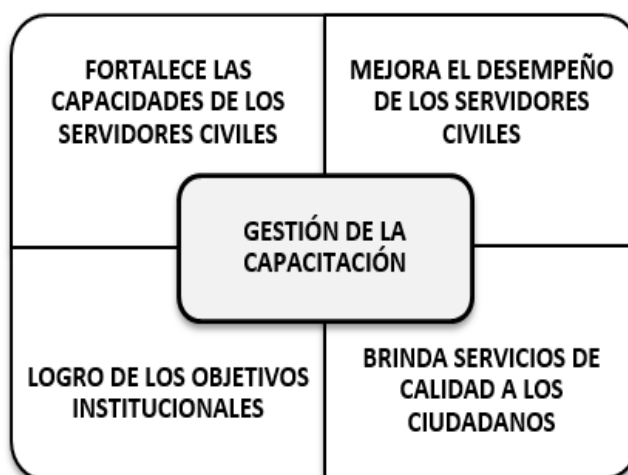 FORTALECE LAS
CAPACIDADES DE LOS
SERVIDORES CIVILES
MEJORA EL DESEMPEÑO
DE LOS SERVIDORES
CIVILES
GESTIÓN DE LA
CAPACITACIÓN
LOGRO DE LOS OBJETIVOS
INSTITUCIONALES
BRINDA SERVICIOS DE
CALIDAD A LOS
CIUDADANOS